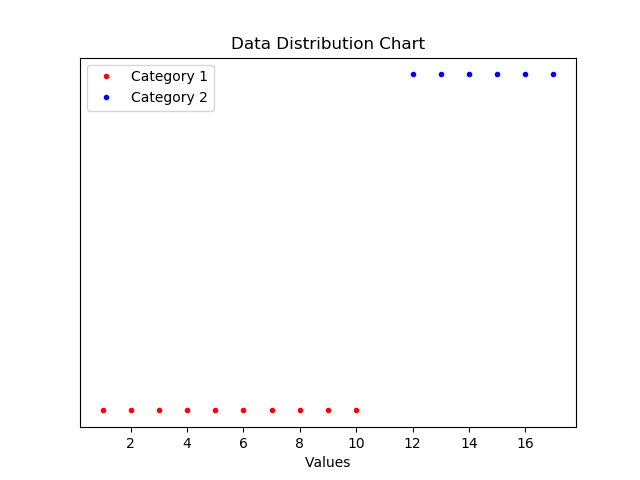 Data Distribution Chart
Category 1
Category 2
2 4 6 8 10 12 14 16
Values